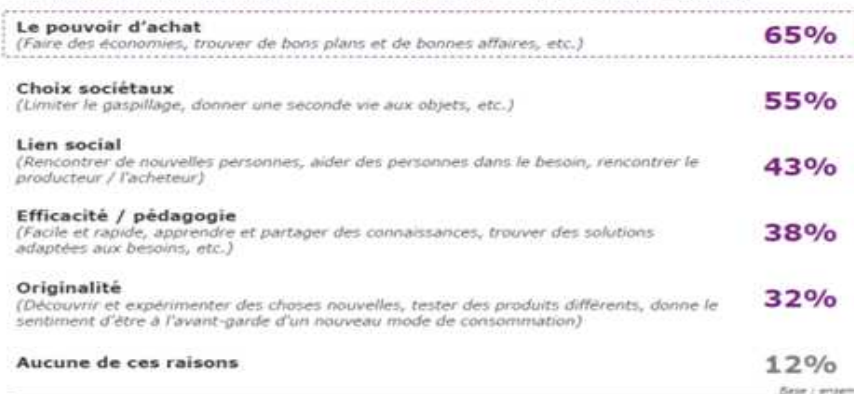 Le pouvoir d'achat
(Faire des économies, trouver de bons plans et de bonnes affaires, etc.)
65%
Choix sociétaux
(Limiter le gaspillage, donner une seconde vie aux objets, etc.)
55%
Lien social
(Rencontrer de nouvelles personnes, aider des personnes dans le besoin, rencontrer le
producteur / l'acheteur)
43%
Efficacité / pédagogie
(Facile et rapide, apprendre et partager des connaissances, trouver des solutions
adaptées aux besoins, etc.)
38%
Originalité
(Découvrir et expérimenter des choses nouvelles, tester des produits différents, donne le
sentiment d'être à l'avant-garde d'un nouveau mode de consommation)
32%
Aucune de ces raisons
12%
Base :